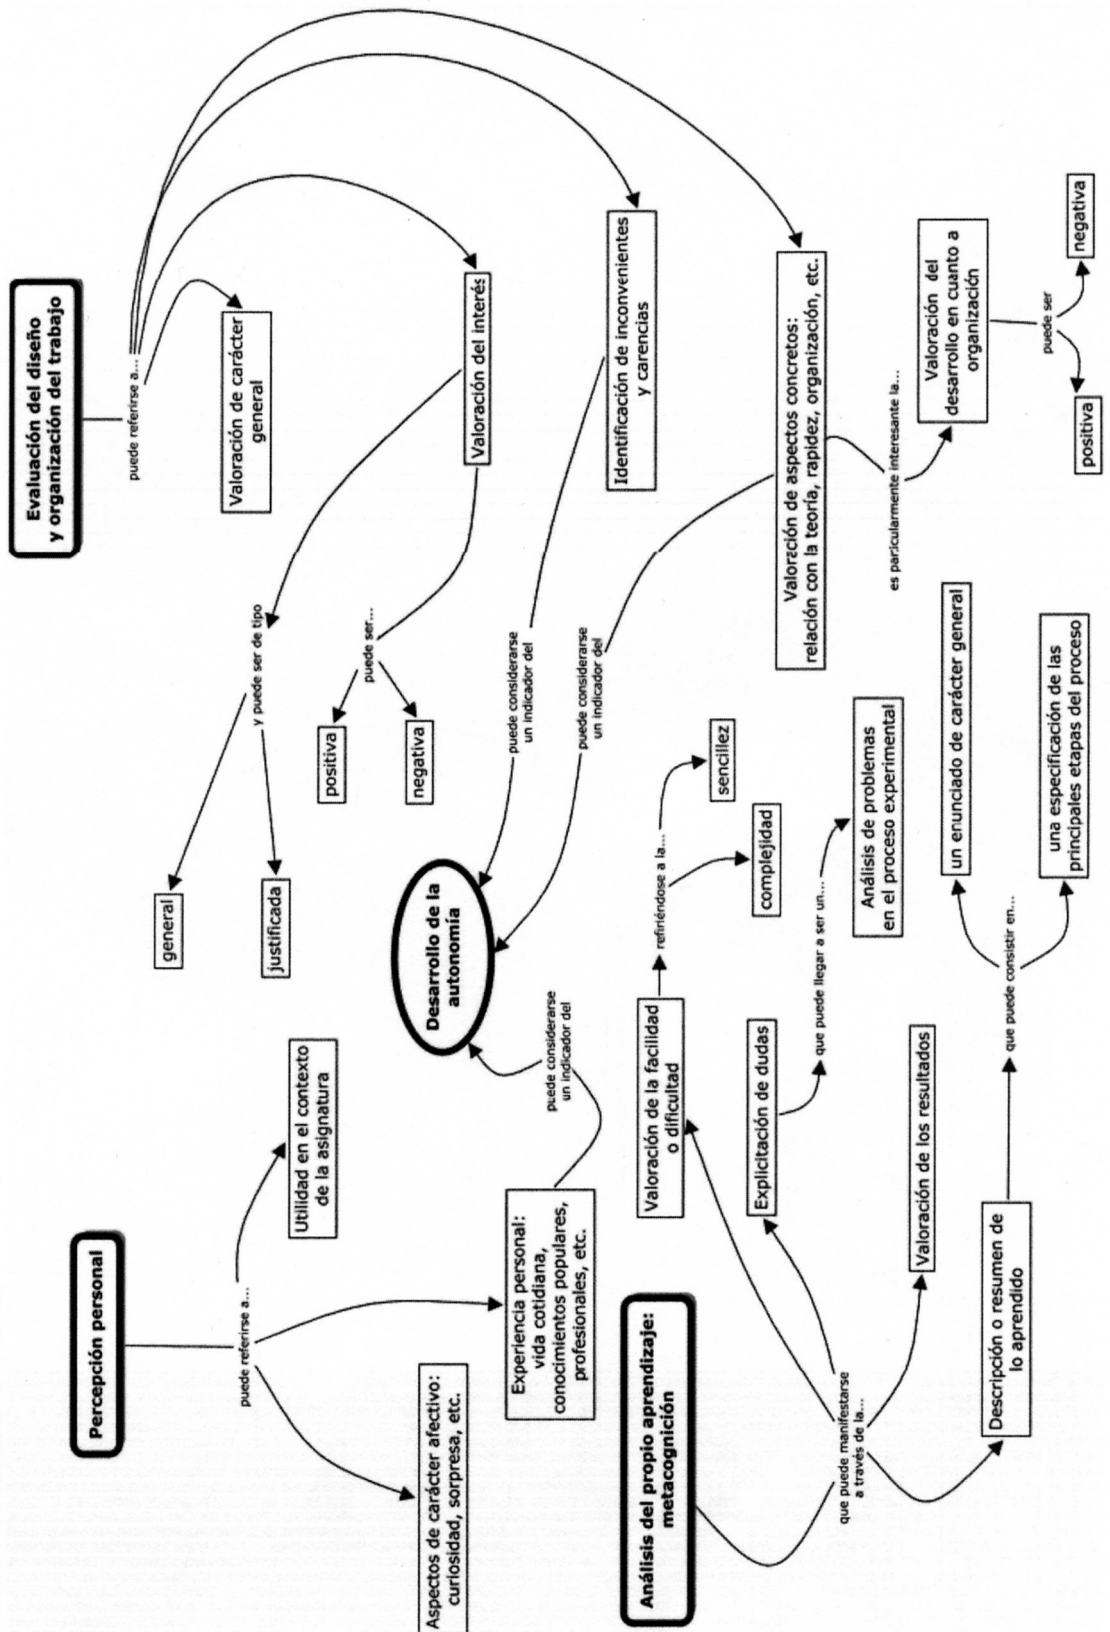 Percepción personal
puede referirse a...
Utilidad en el contexto
de la asignatura
Aspectos de carácter afectivo:
curiosidad, sorpresa, etc.
Experiencia personal:
vida cotidiana,
conocimientos populares,
profesionales, etc.
puede considerarse
un indicador del
Desarrollo de la
autonomía
Evaluación del diseño
y organización del trabajo
puede referirse a...
Valoración de carácter
general
Valoración del interés
y puede ser de tipo
general
justificada
puede ser...
positiva
negativa
Identificación de inconvenientes
y carencias
puede considerarse
un indicador del
Valoración de aspectos concretos:
relación con la teoría, rapidez, organización, etc.
puede considerarse
un indicador del
es particularmente interesante la...
Valoración del
desarrollo en cuanto a
organización
puede ser
positiva
negativa
Análisis del propio aprendizaje:
metacognición
que puede manifestarse
a través de la...
Valoración de la facilidad
o dificultad
refiriéndose a la...
sencillez
complejidad
Explicitación de dudas
que puede llegar a ser un...
Análisis de problemas
en el proceso experimental
Valoración de los resultados
Descripción o resumen de
lo aprendido
que puede consistir en...
un enunciado de carácter general
una especificación de las
principales etapas del proceso